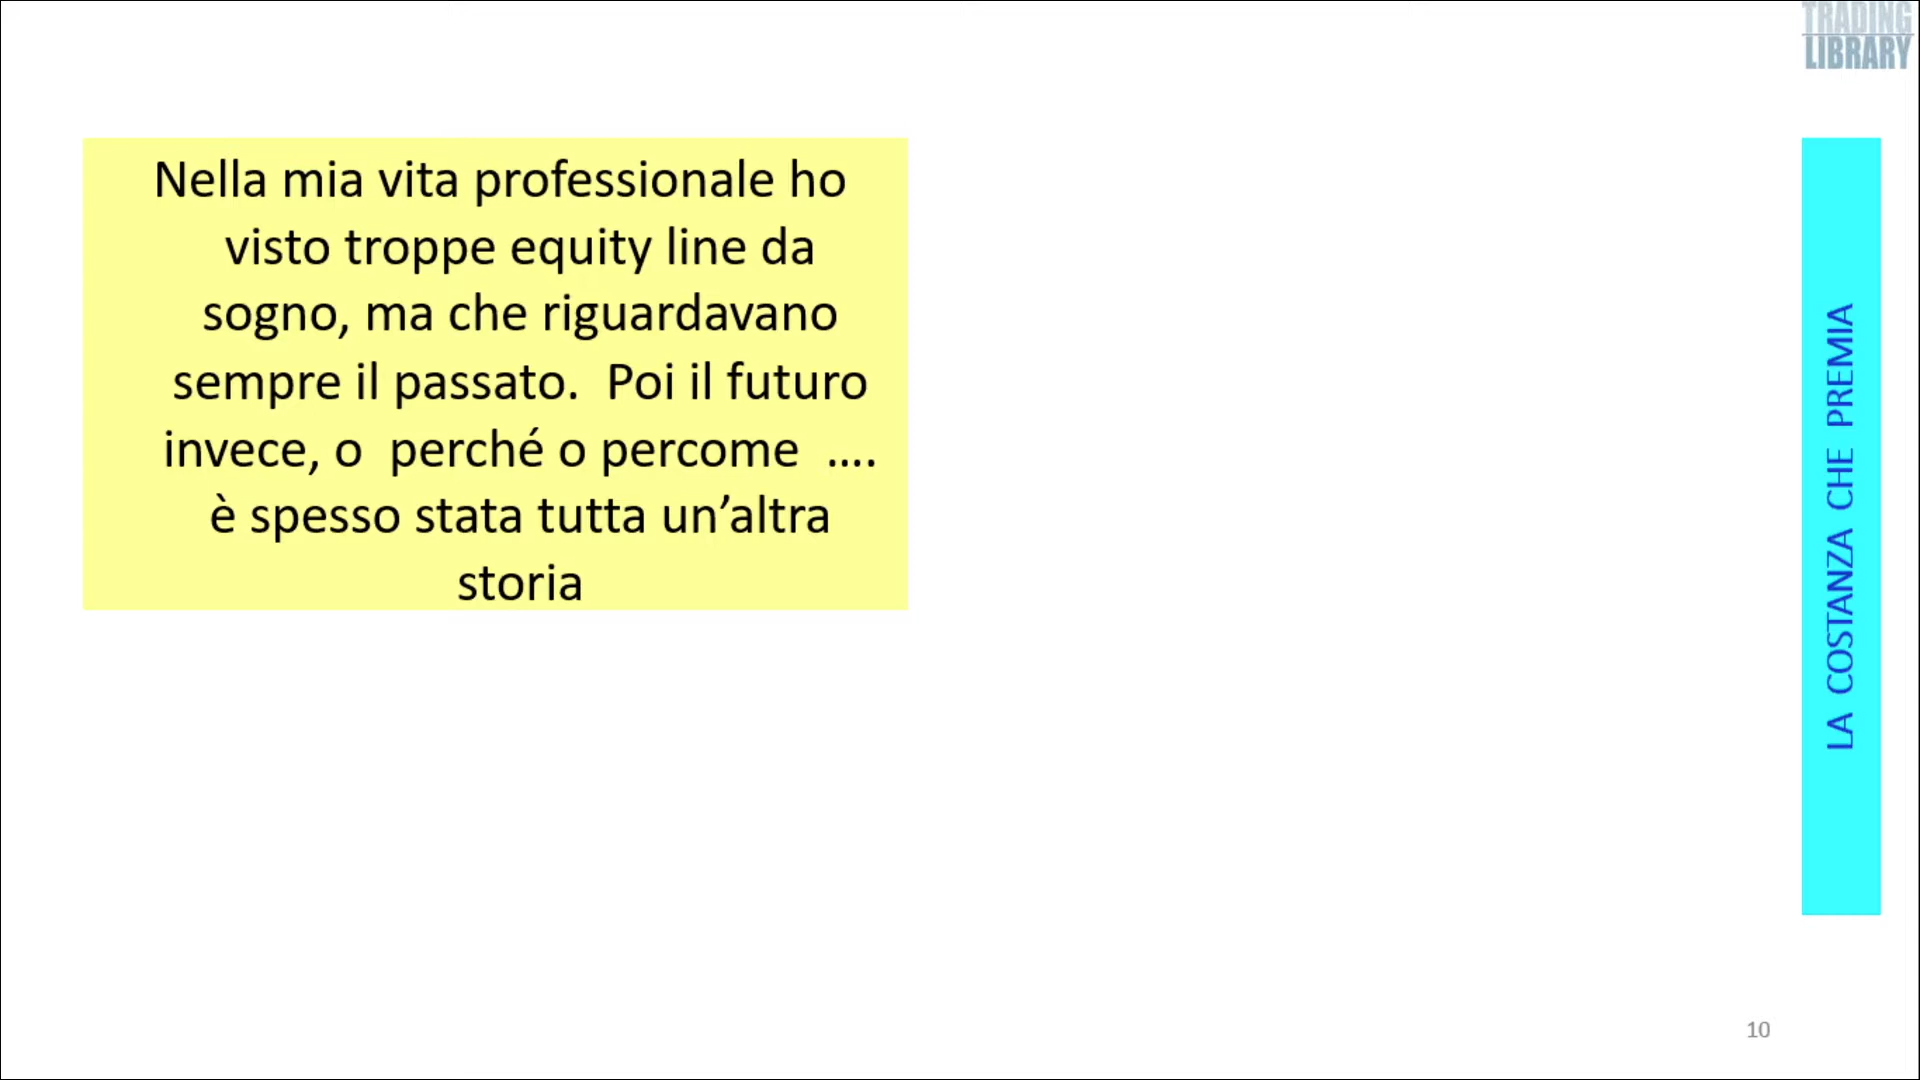 TRADING
LIBRARY
Nella mia vita professionale ho
visto troppe equity line da
sogno, ma che riguardavano
sempre il passato.  Poi il futuro
invece, o  perché o percome  ....
è spesso stata tutta un’altra
storia
LA COSTANZA CHE PREMIA
10